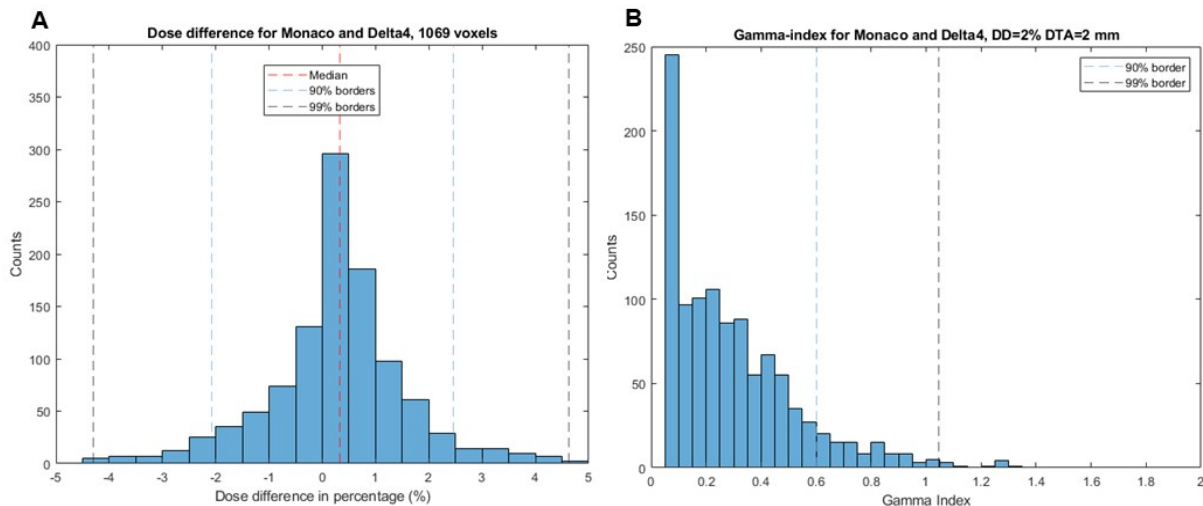 A
Dose difference for Monaco and Delta4, 1069 voxels
400
350
300
250
200
150
100
50
0
Counts
Median
90% borders
99% borders
-5 -4 -3 -2 -1 0 1 2 3 4 5
Dose difference in percentage (%)
B
Gamma-index for Monaco and Delta4, DD=2% DTA=2 mm
250
200
150
100
50
0
Counts
90% border
99% border
0 0.2 0.4 0.6 0.8 1 1.2 1.4 1.6 1.8 2
Gamma Index